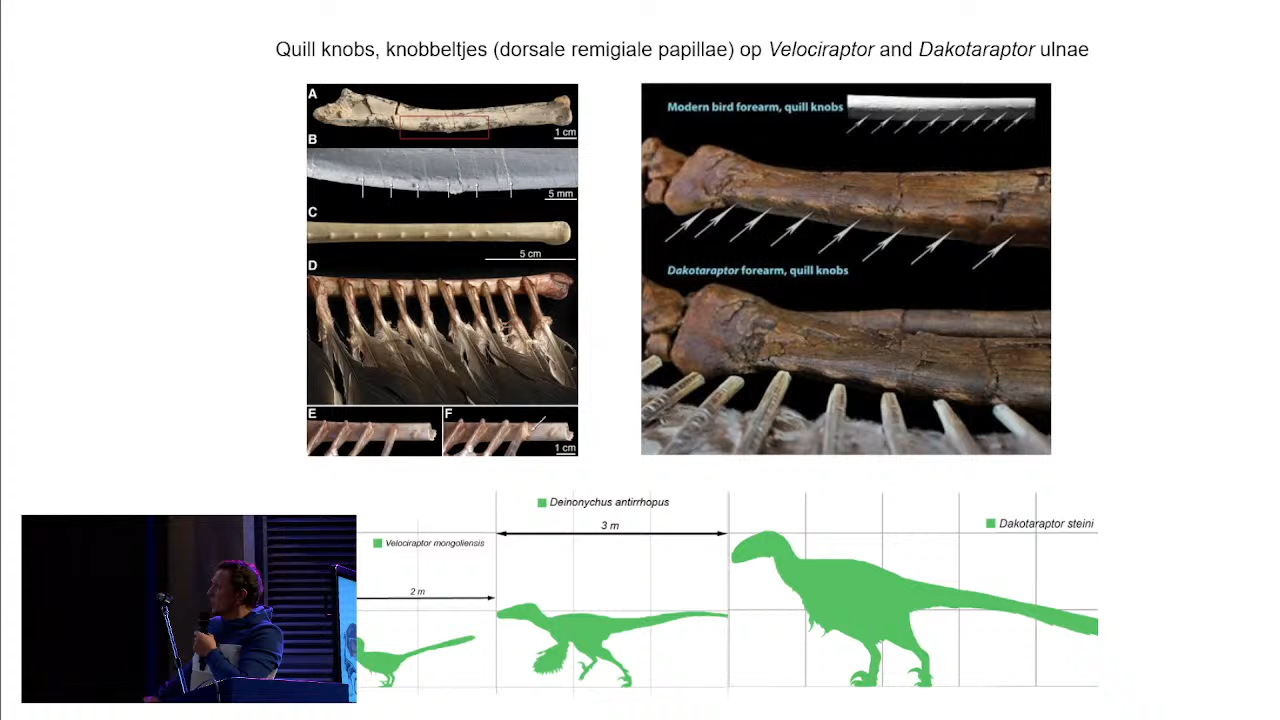 Quill knobs, knobbeltjes (dorsale remigiale papillae) op Velociraptor and Dakotaraptor ulnae
A
1 cm
B
5 mm
C
5 cm
D
E
F
1 cm
Modern bird forearm, quill knobs
Dakotaraptor forearm, quill knobs
Velociraptor mongoliensis
2 m
Deinonychus antirrhopus
3 m
Dakotaraptor steini